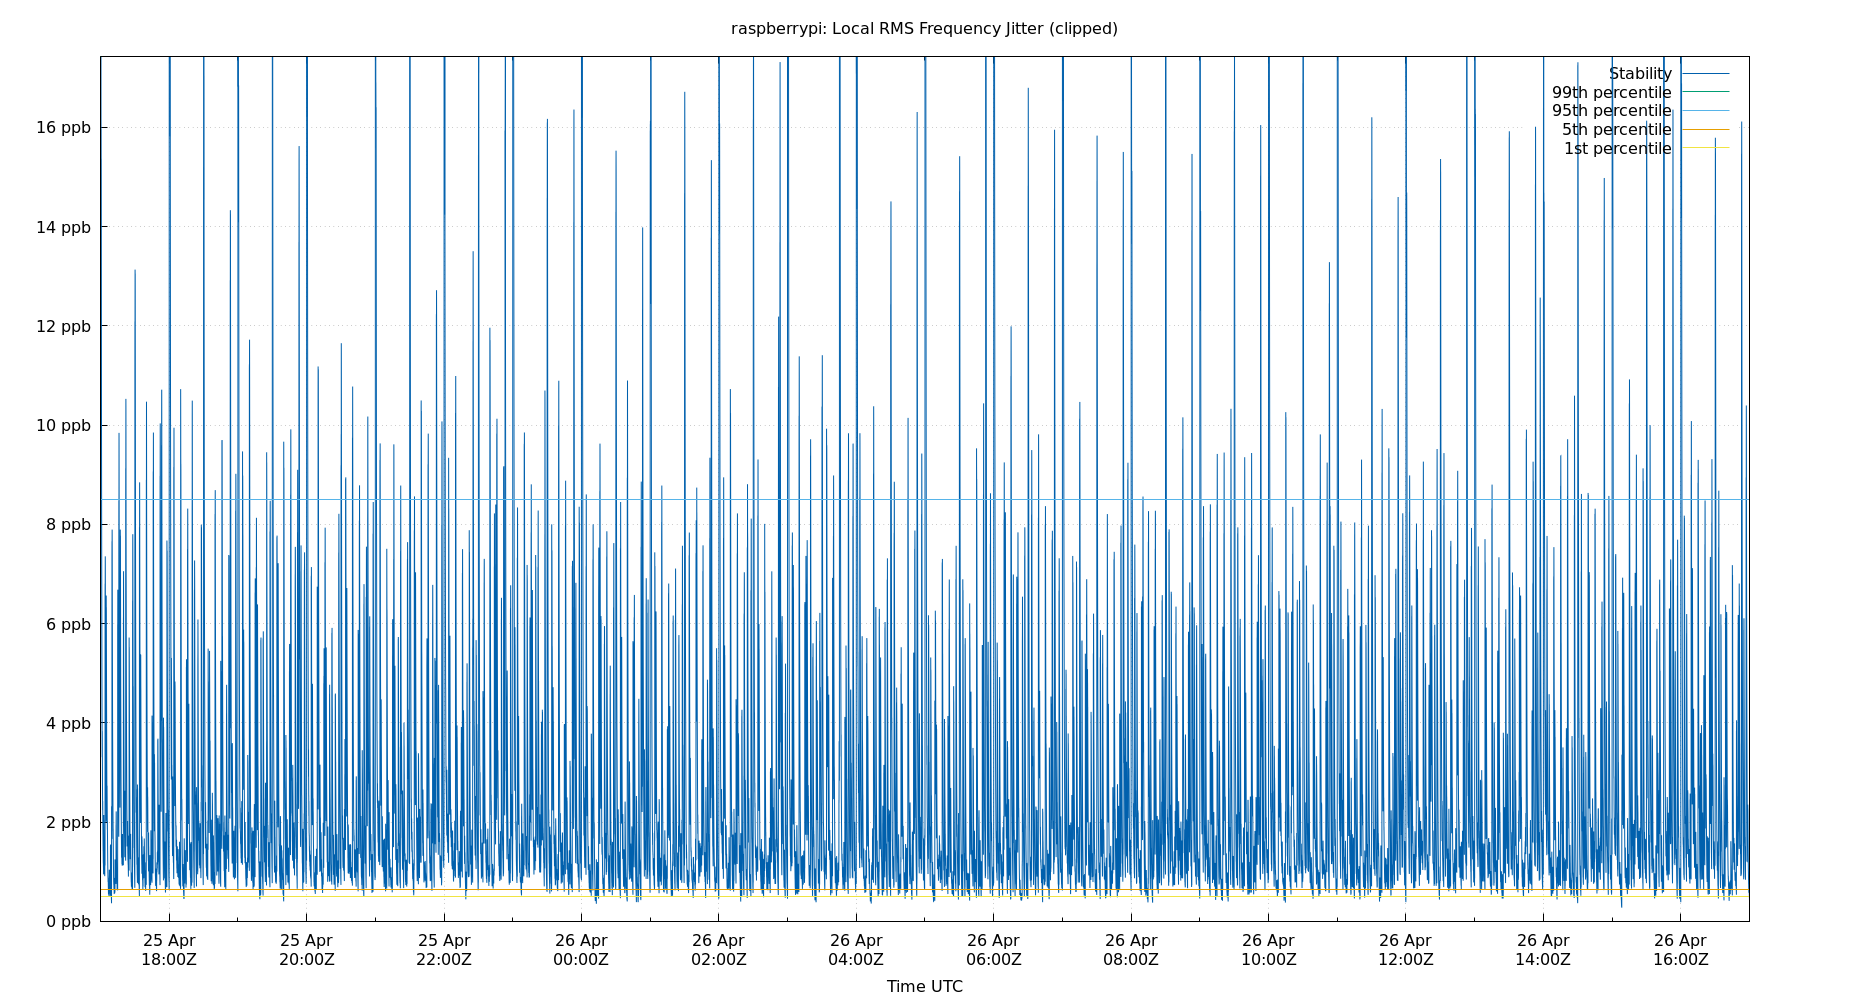 raspberrypi: Local RMS Frequency Jitter (clipped)
Stability
99th percentile
95th percentile
5th percentile
1st percentile
16 ppb
14 ppb
12 ppb
10 ppb
8 ppb
6 ppb
4 ppb
2 ppb
0 ppb
25 Apr 25 Apr 25 Apr 26 Apr 26 Apr 26 Apr 26 Apr 26 Apr 26 Apr 26 Apr 26 Apr 26 Apr
18:00Z 20:00Z 22:00Z 00:00Z 02:00Z 04:00Z 06:00Z 08:00Z 10:00Z 12:00Z 14:00Z 16:00Z
Time UTC